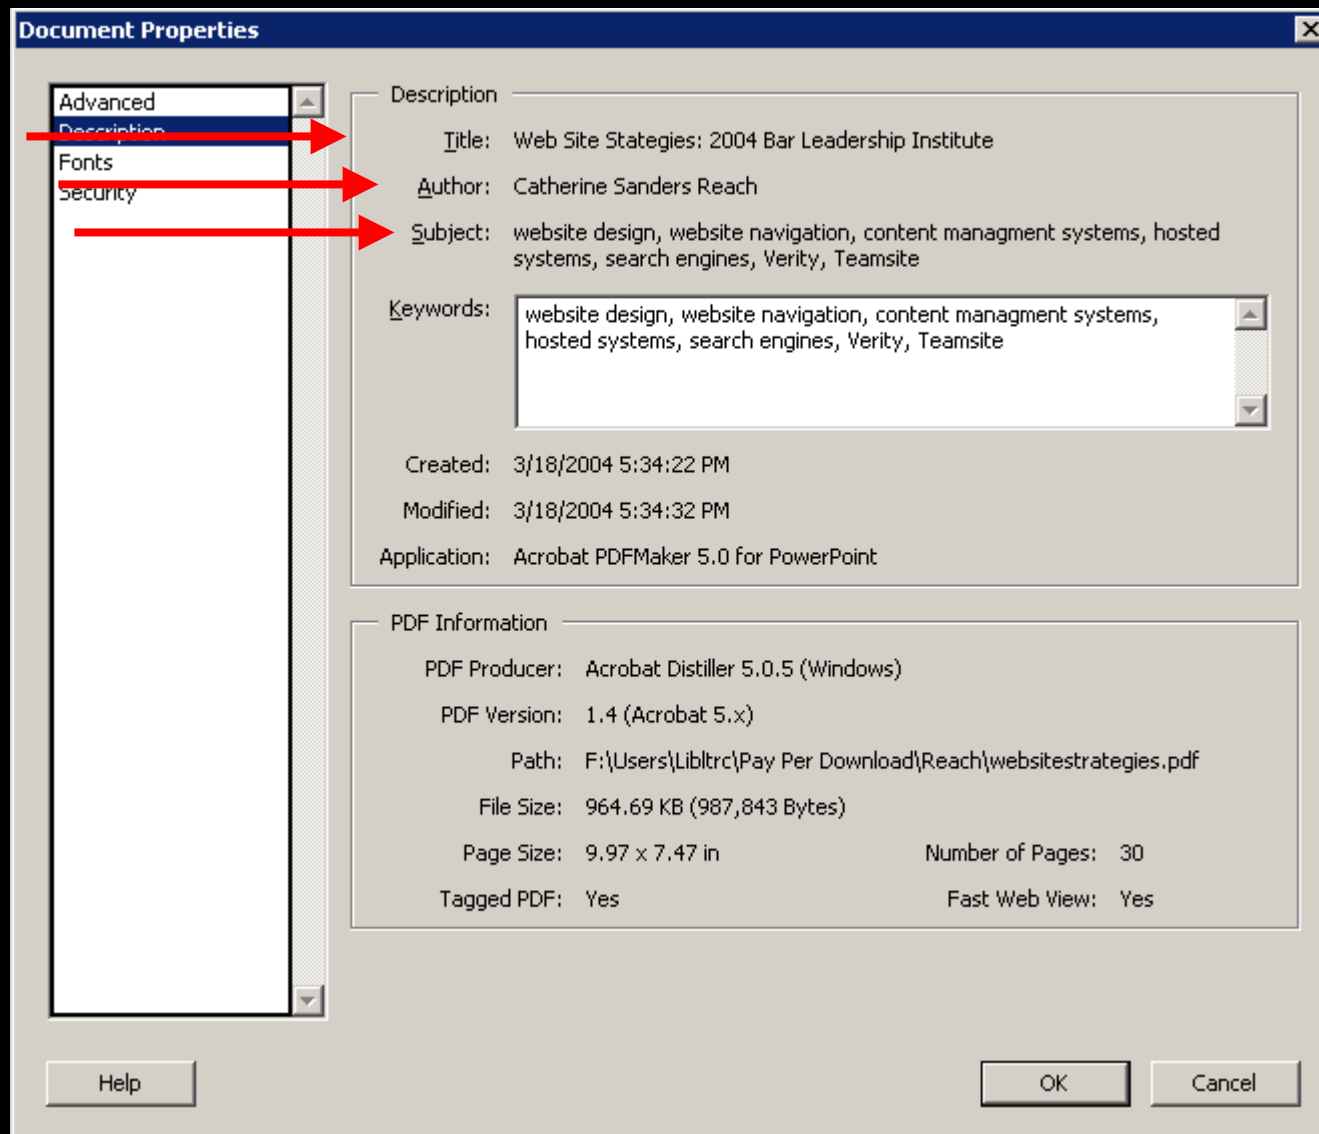 Document Properties
Advanced
Description
Fonts
Security
Description
Title: Web Site Stategies: 2004 Bar Leadership Institute
Author: Catherine Sanders Reach
Subject: website design, website navigation, content managment systems, hosted
systems, search engines, Verity, Teamsite
Keywords: website design, website navigation, content managment systems,
hosted systems, search engines, Verity, Teamsite
Created: 3/18/2004 5:34:22 PM
Modified: 3/18/2004 5:34:32 PM
Application: Acrobat PDFMaker 5.0 for PowerPoint
PDF Information
PDF Producer: Acrobat Distiller 5.0.5 (Windows)
PDF Version: 1.4 (Acrobat 5.x)
Path: F:\Users\Libltrc\Pay Per Download\Reach\websitestrategies.pdf
File Size: 964.69 KB (987,843 Bytes)
Page Size: 9.97 x 7.47 in Number of Pages: 30
Tagged PDF: Yes Fast Web View: Yes
Help OK Cancel